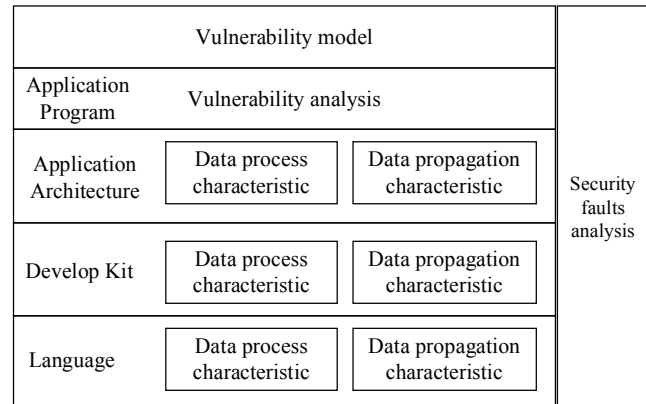 Vulnerability model
Application
Program
Vulnerability analysis
Application
Architecture
Data process
characteristic
Data propagation
characteristic
Develop Kit
Data process
characteristic
Data propagation
characteristic
Language
Data process
characteristic
Data propagation
characteristic
Security
faults
analysis